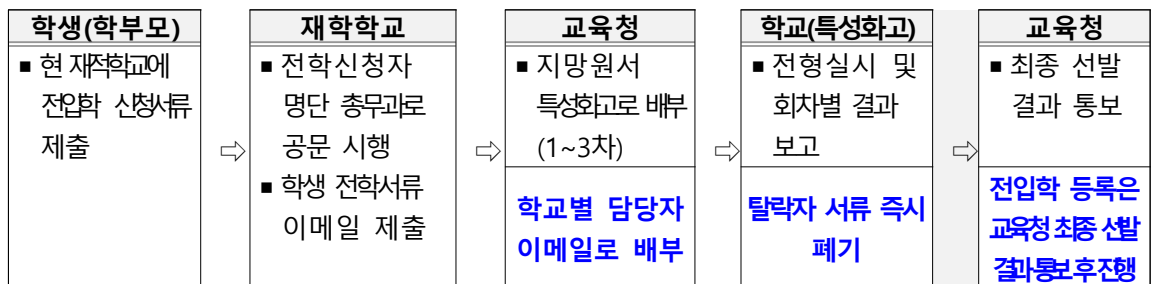 학생(학부모)
■ 현 재적학교에
전입학 신청서류
제출
⇨
재학학교
■ 전학신청자
명단 총무과로
공문 시행
■ 학생 전학서류
이메일 제출
⇨
교육청
■ 지망원서
특성화고로 배부
(1~3차)
학교별 담당자
이메일로 배부
⇨
학교(특성화고)
■ 전형실시 및
회차별 결과
보고
탈락자 서류 즉시
폐기
⇨
교육청
■ 최종 선발
결과 통보
전입학 등록은
교육청 최종 선발
결과통보 후 진행